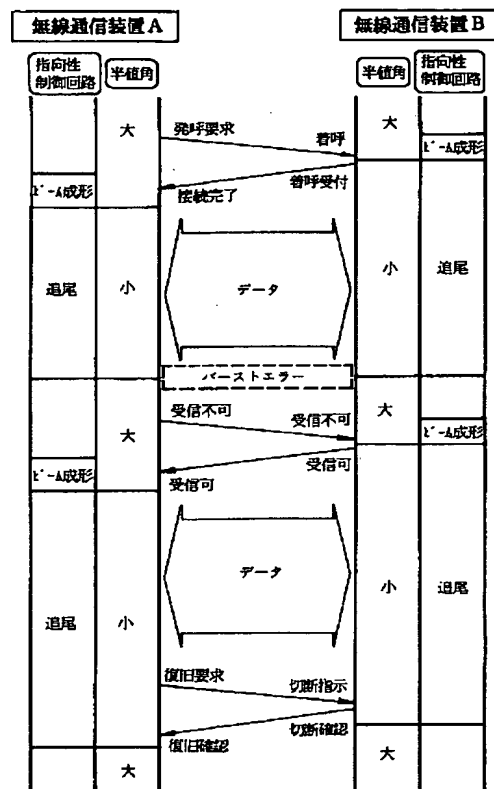 無線通信装置A
無線通信装置B
指向性
制御回路
半値角
半値角
指向性
制御回路
大
発呼要求
着呼
大
ビーム成形
ビーム成形
接続完了
着呼受付
追尾
小
データ
小
追尾
バーストエラー
大
受信不可
受信不可
大
ビーム成形
ビーム成形
受信可
受信可
追尾
小
データ
小
追尾
復旧要求
切断指示
復旧確認
切断確認
大
大